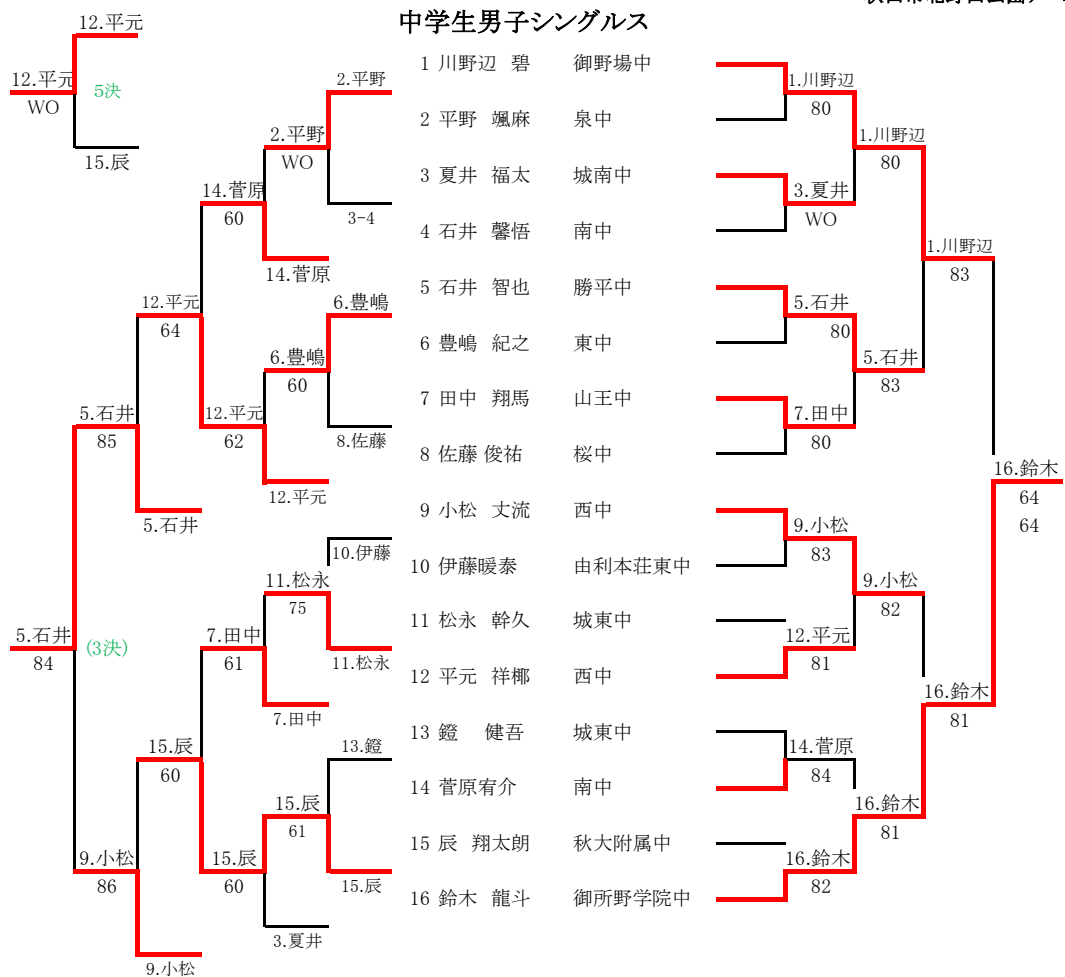 中学生男子シングルス
12.平元
12.平元
WO
5決
15.辰
2.平野
2.平野
WO
3-4
14.菅原
60
14.菅原
12.平元
64
6.豊嶋
6.豊嶋
60
8.佐藤
12.平元
62
12.平元
5.石井
85
5.石井
10.伊藤
11.松永
75
11.松永
7.田中
61
7.田中
5.石井
84
(3決)
13.鐙
15.辰
60
15.辰
61
15.辰
15.辰
60
3.夏井
9.小松
86
9.小松
1 川野辺 碧 御野場中
2 平野 颯麻 泉中
3 夏井 福太 城南中
4 石井 馨悟 南中
5 石井 智也 勝平中
6 豊嶋 紀之 東中
7 田中 翔馬 山王中
8 佐藤 俊祐 桜中
9 小松 丈流 西中
10 伊藤暖泰 由利本荘東中
11 松永 幹久 城東中
12 平元 祥椰 西中
13 鐙 健吾 城東中
14 菅原宥介 南中
15 辰 翔太朗 秋大附属中
16 鈴木 龍斗 御所野学院中
1.川野辺
80
1.川野辺
80
3.夏井
WO
1.川野辺
83
5.石井
80
5.石井
83
7.田中
80
16.鈴木
64
64
9.小松
83
9.小松
82
12.平元
81
16.鈴木
81
14.菅原
84
16.鈴木
81
16.鈴木
82